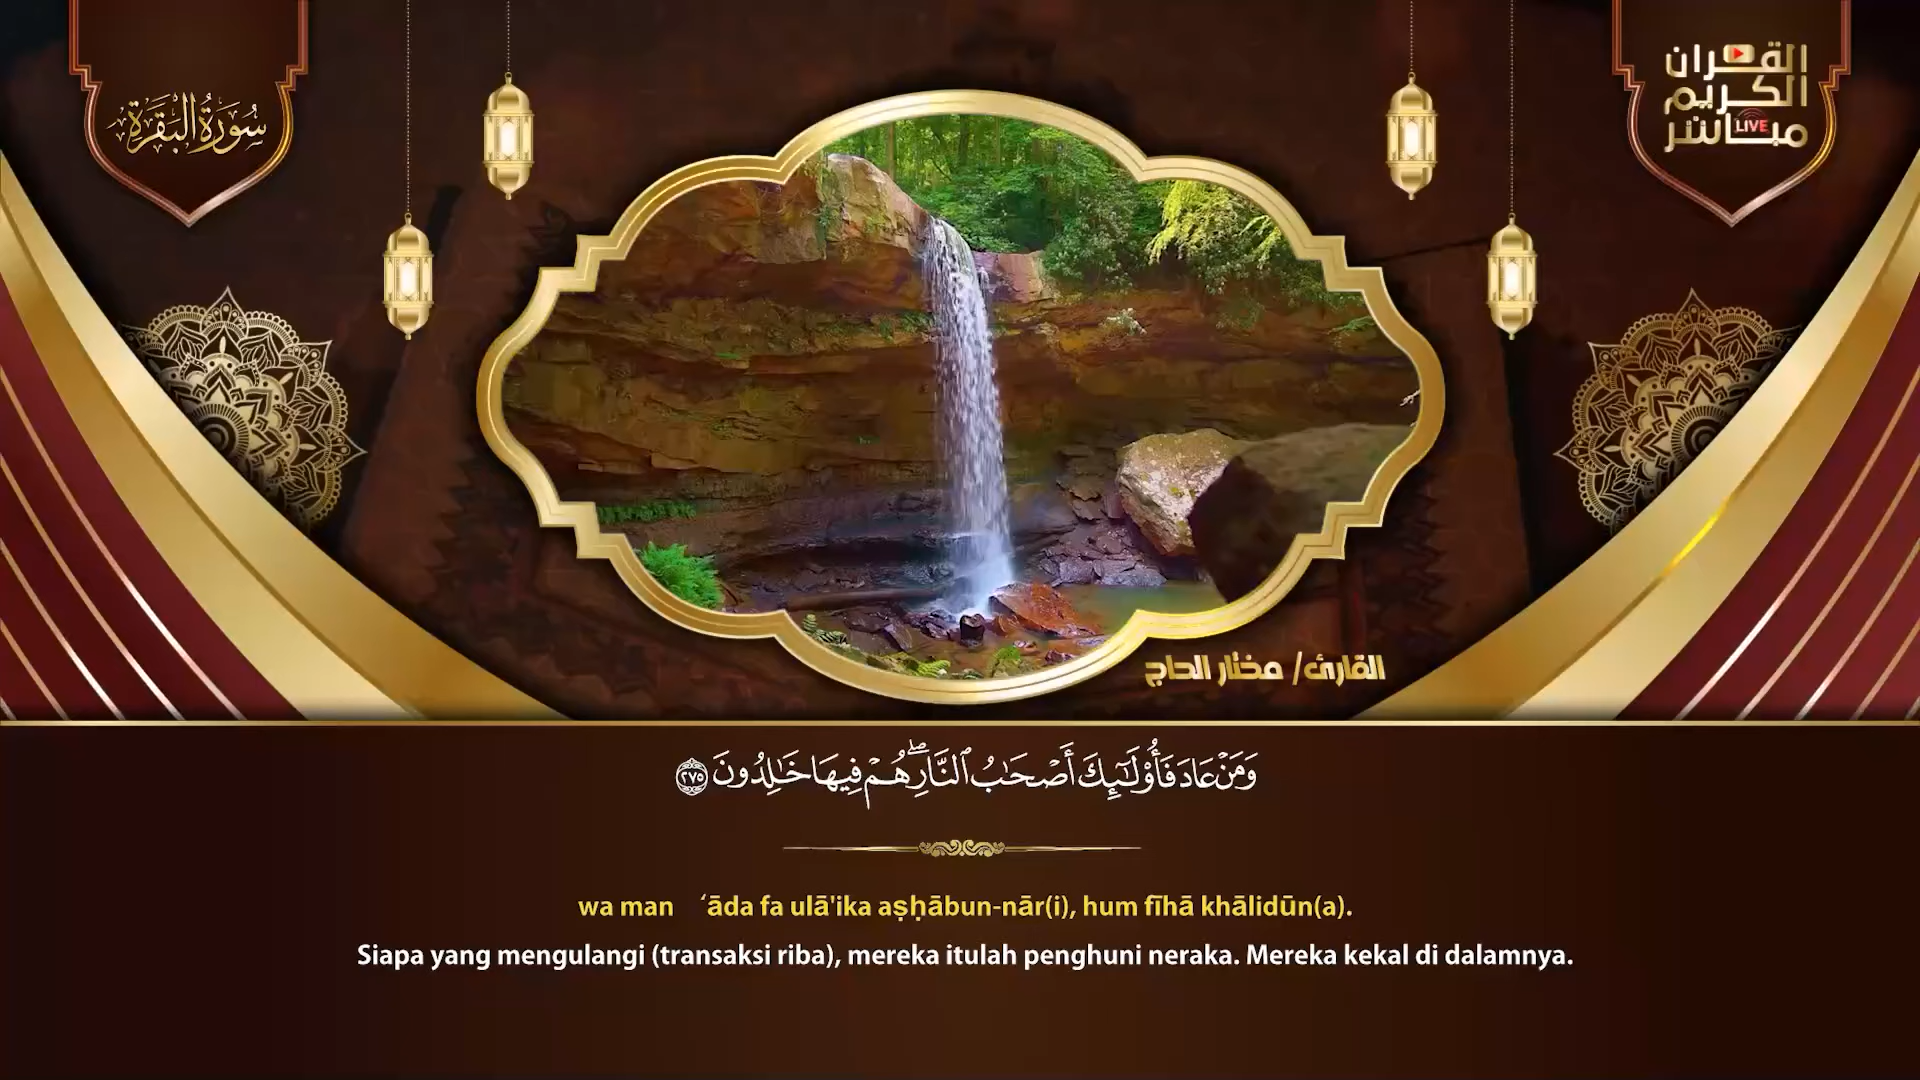 سُورَةُ البَقَرَة
القرآن
الكريم
مباشر
LIVE
القارئ/ مختار الحاج
وَمَنْ عَادَ فَأُو۟لَـٰٓئِكَ أَصْحَـٰبُ ٱلنَّارِ ۖ هُمْ فِيهَا خَـٰلِدُونَ ٢٧٥
wa man ‘āda fa ulā'ika aṣḥābun-nār(i), hum fīhā khālidūn(a).
Siapa yang mengulangi (transaksi riba), mereka itulah penghuni neraka. Mereka kekal di dalamnya.